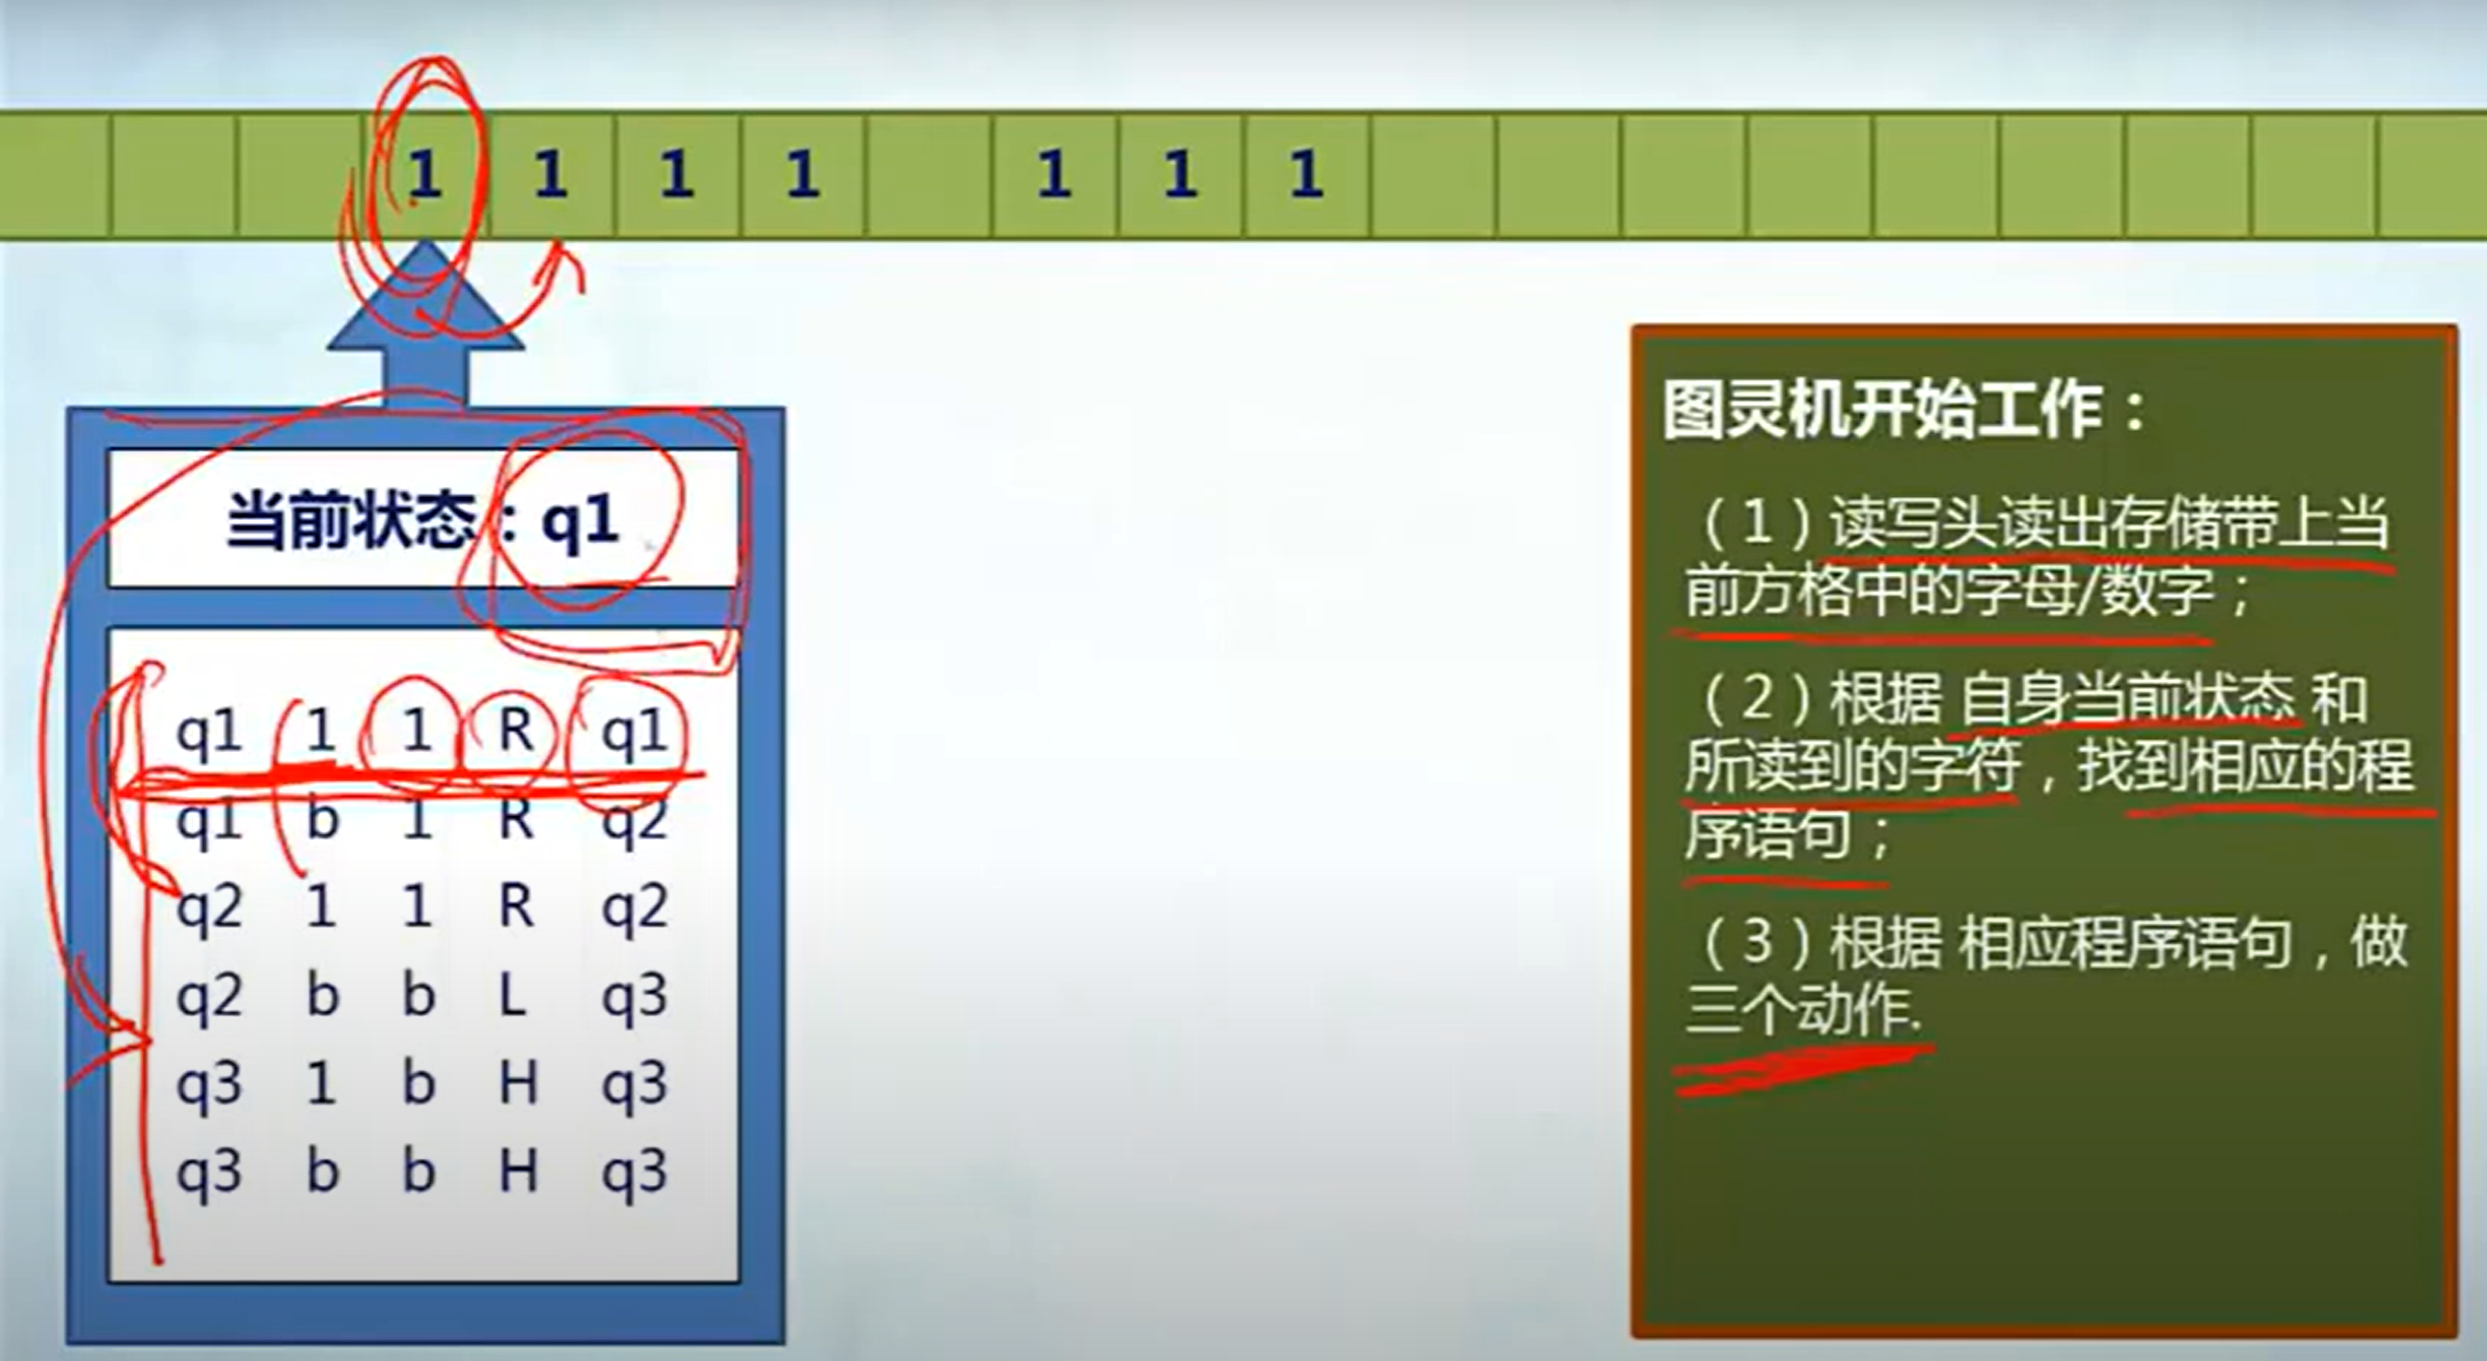 1 1 1 1 1 1 1
当前状态：q1
q1 1 1 R q1
q1 b 1 R q2
q2 1 1 R q2
q2 b b L q3
q3 1 b H q3
q3 b b H q3
图灵机开始工作：
（1）读写头读出存储带上当
前方格中的字母/数字；
（2）根据 自身当前状态 和
所读到的字符，找到相应的程
序语句；
（3）根据 相应程序语句，做
三个动作.